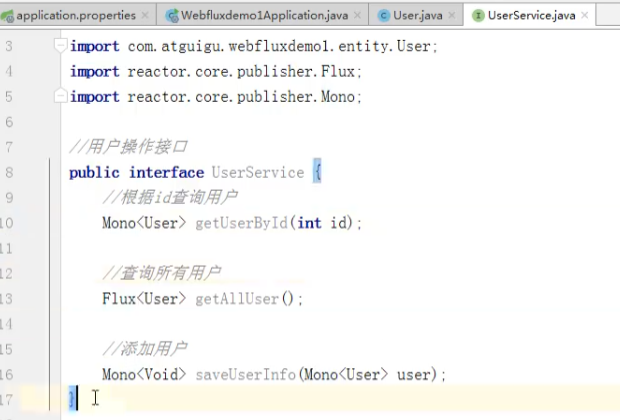 application.properties Webfluxdemo1Application.java User.java UserService.java
3 import com.atguigu.webfluxdemo1.entity.User;
4 import reactor.core.publisher.Flux;
5 import reactor.core.publisher.Mono;
6
7 //用户操作接口
8 public interface UserService {
9 //根据id查询用户
10 Mono<User> getUserById(int id);
11
12 //查询所有用户
13 Flux<User> getAllUser();
14
15 //添加用户
16 Mono<Void> saveUserInfo(Mono<User> user);
17 }